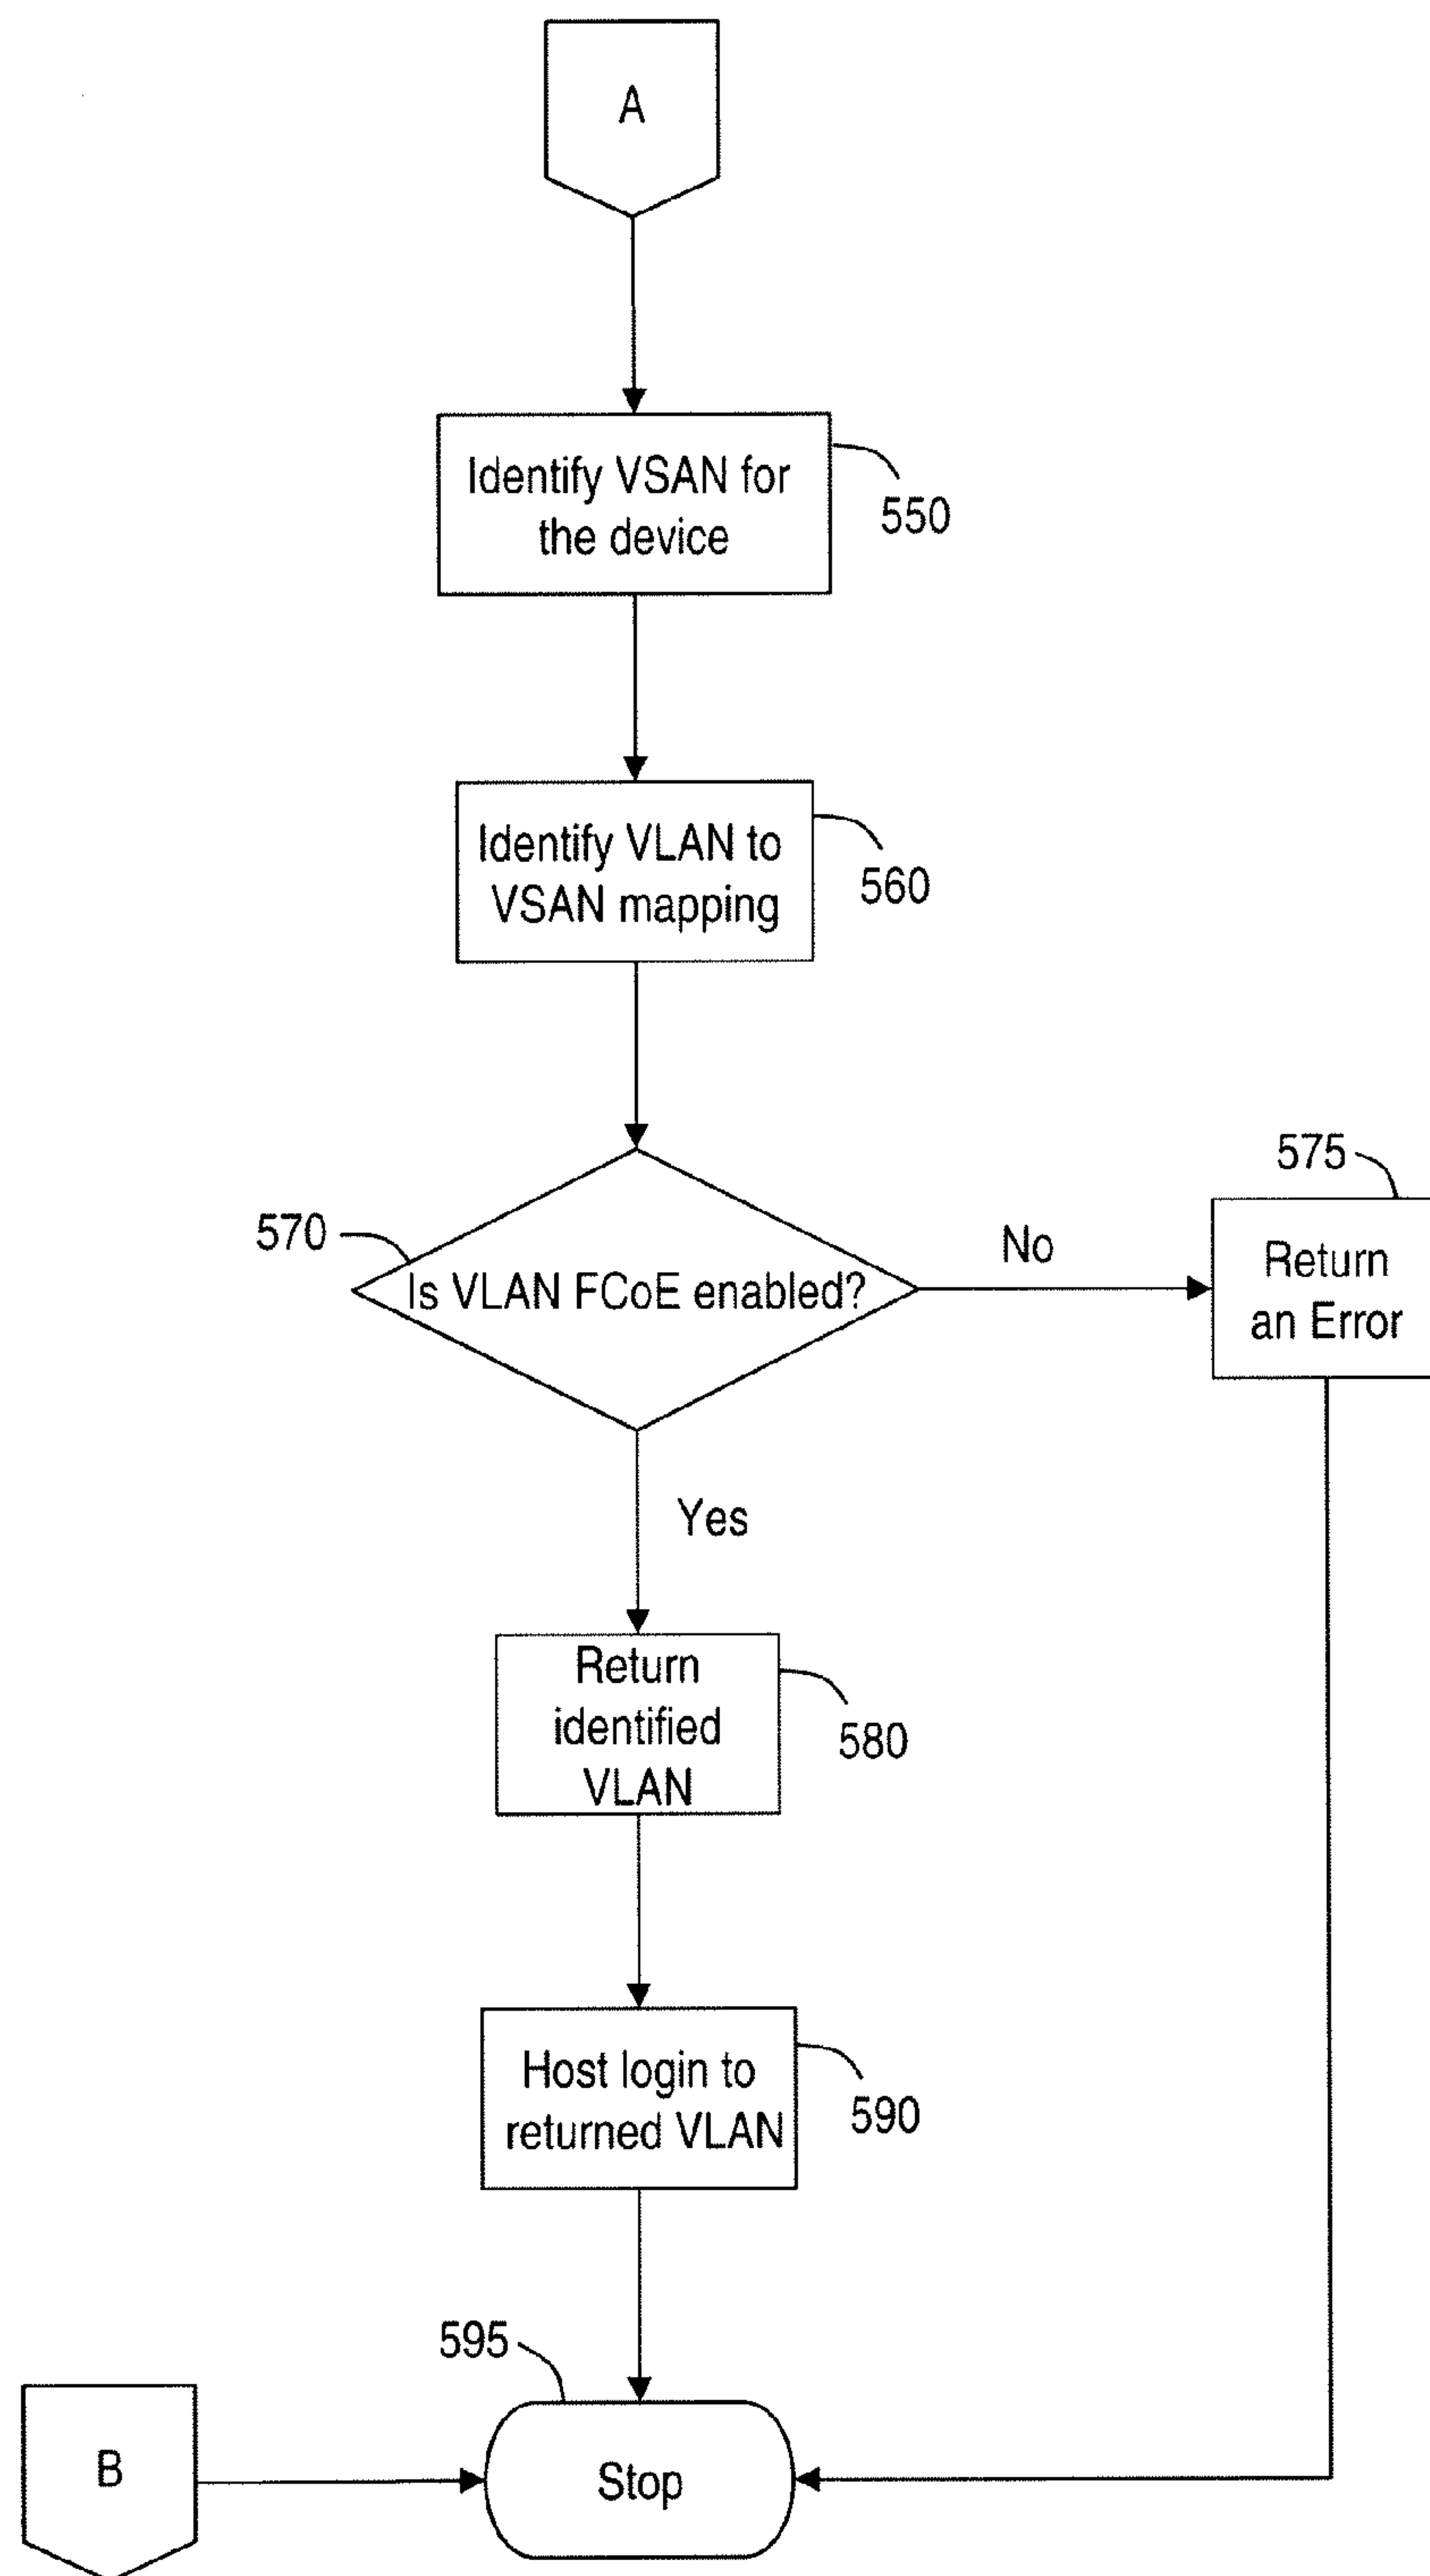 A
Identify VSAN for
the device
550
Identify VLAN to
VSAN mapping
560
575
570
Is VLAN FCoE enabled?
No
Return
an Error
Yes
Return
identified
VLAN
580
Host login to
returned VLAN
590
595
B
Stop